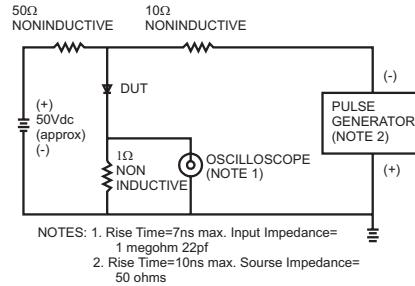 50Ω
NONINDUCTIVE
10Ω
NONINDUCTIVE
DUT
(+)
50Vdc
(approx)
(-)
1Ω
NON
INDUCTIVE
OSCILLOSCOPE
(NOTE 1)
(-)
PULSE
GENERATOR
(NOTE 2)
(+)
NOTES: 1. Rise Time=7ns max. Input Impedance=
1 megohm 22pf
2. Rise Time=10ns max. Sourse Impedance=
50 ohms